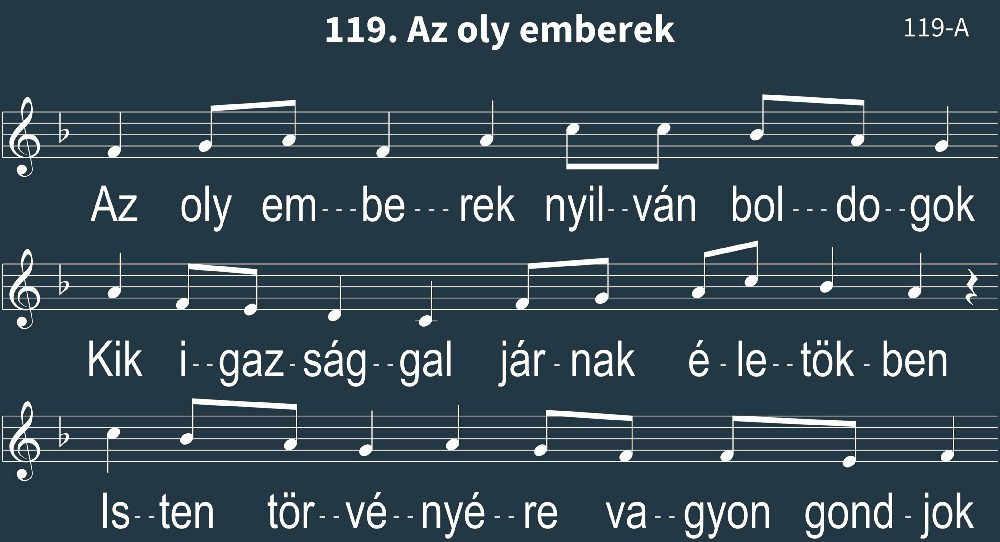 119. Az oly emberek
119-A
Az oly em---be---rek nyil--ván bol---do--gok
Kik i--gaz-ság--gal jár-nak é-le--tök-ben
Is--ten tör--vé--nyé--re va--gyon gond-jok